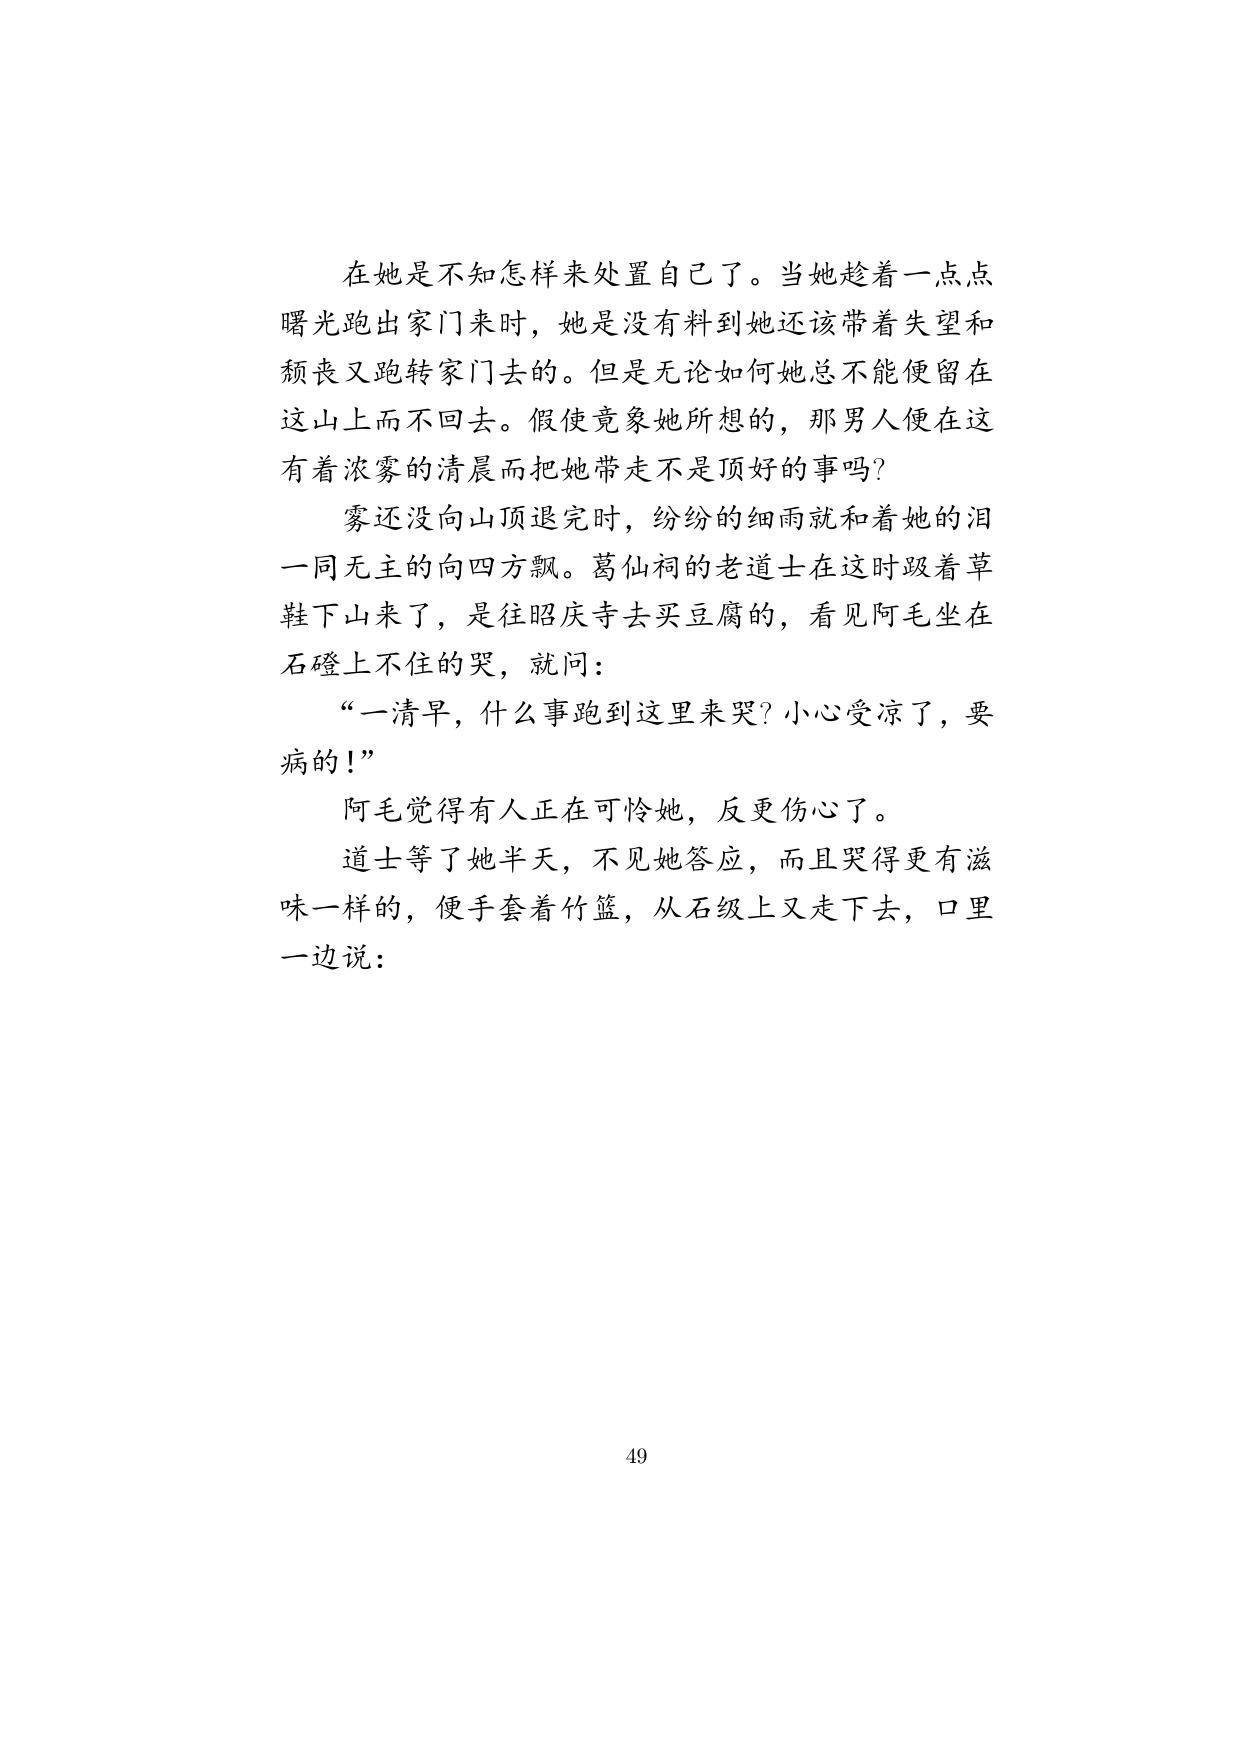 在她是不知怎样来处置自己了。当她趁着一点点
曙光跑出家门来时，她是没有料到她还该带着失望和
颓丧又跑转家门去的。但是无论如何她总不能便留在
这山上而不回去。假使竟象她所想的，那男人便在这
有着浓雾的清晨而把她带走不是顶好的事吗？
雾还没向山顶退完时，纷纷的细雨就和着她的泪
一同无主的向四方飘。葛仙祠的老道士在这时趿着草
鞋下山来了，是往昭庆寺去买豆腐的，看见阿毛坐在
石磴上不住的哭，就问：
“一清早，什么事跑到这里来哭？小心受凉了，要
病的！”
阿毛觉得有人正在可怜她，反更伤心了。
道士等了她半天，不见她答应，而且哭得更有滋
味一样的，便手套着竹篮，从石级上又走下去，口里
一边说：
49